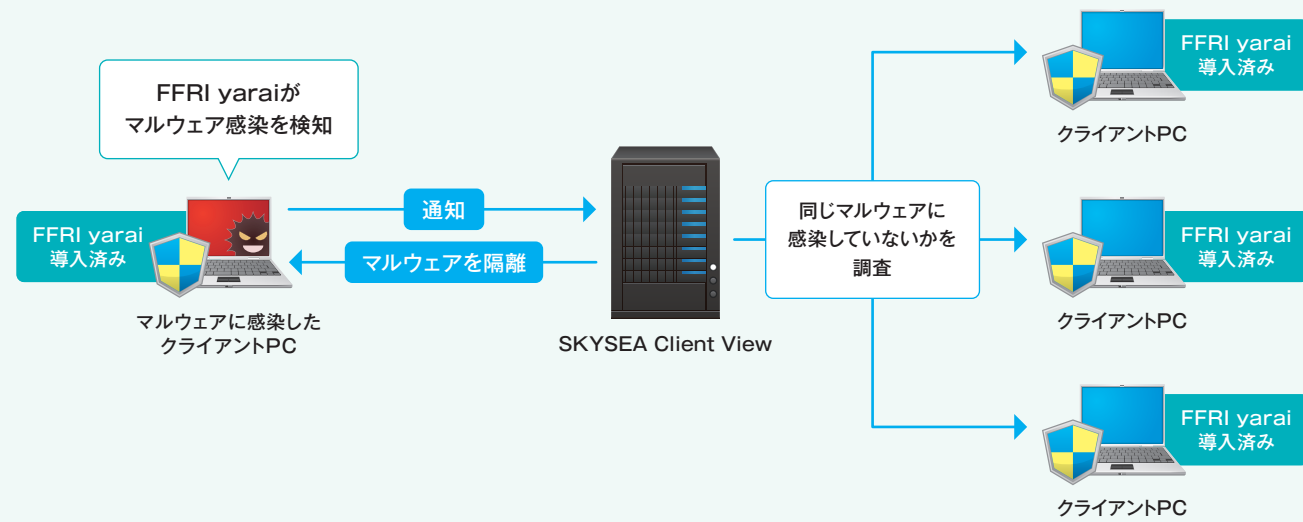 FFRI yaraiが
マルウェア感染を検知
FFRI yarai
導入済み
マルウェアに感染した
クライアントPC
通知
マルウェアを隔離
SKYSEA Client View
同じマルウェアに
感染していないかを
調査
FFRI yarai
導入済み
クライアントPC
FFRI yarai
導入済み
クライアントPC
FFRI yarai
導入済み
クライアントPC